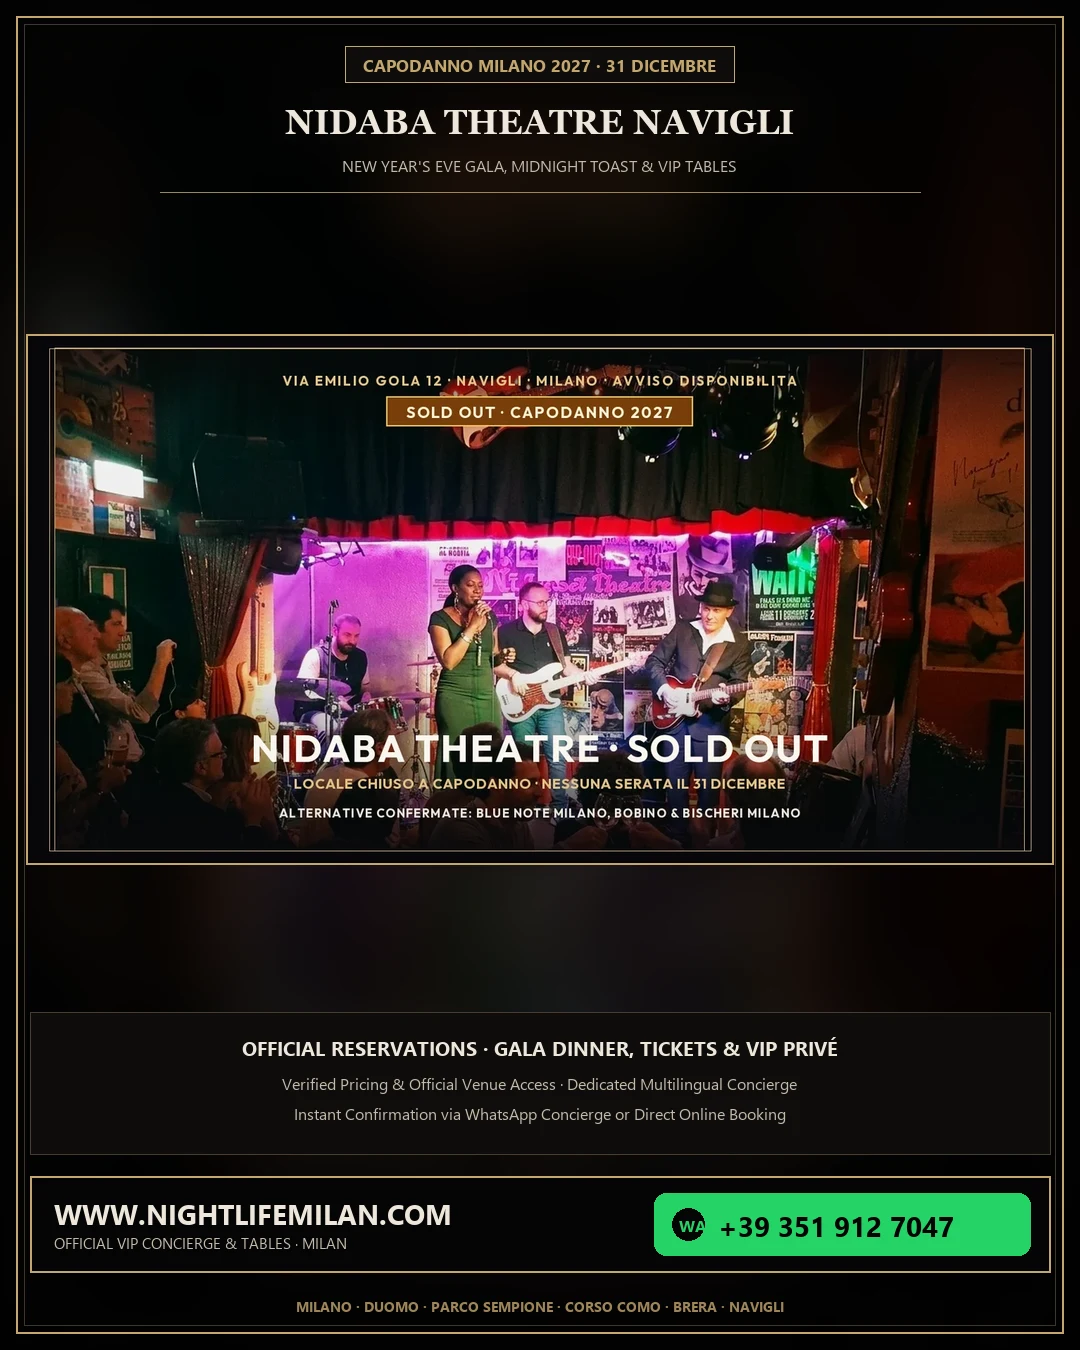 CAPODANNO MILANO 2027 · 31 DICEMBRE
NIDABA THEATRE NAVIGLI
NEW YEAR'S EVE GALA, MIDNIGHT TOAST & VIP TABLES
VIA EMILIO GOLA 12 · NAVIGLI · MILANO · AVVISO DISPONIBILITA
SOLD OUT · CAPODANNO 2027
WAITS
NIDABA THEATRE · SOLD OUT
LOCALE CHIUSO A CAPODANNO · NESSUNA SERATA IL 31 DICEMBRE
ALTERNATIVE CONFERMATE: BLUE NOTE MILANO, BOBINO & BISCHERI MILANO
OFFICIAL RESERVATIONS · GALA DINNER, TICKETS & VIP PRIVÉ
Verified Pricing & Official Venue Access · Dedicated Multilingual Concierge
Instant Confirmation via WhatsApp Concierge or Direct Online Booking
WWW.NIGHTLIFEMILAN.COM
OFFICIAL VIP CONCIERGE & TABLES · MILAN
WA +39 351 912 7047
MILANO · DUOMO · PARCO SEMPIONE · CORSO COMO · BRERA · NAVIGLI